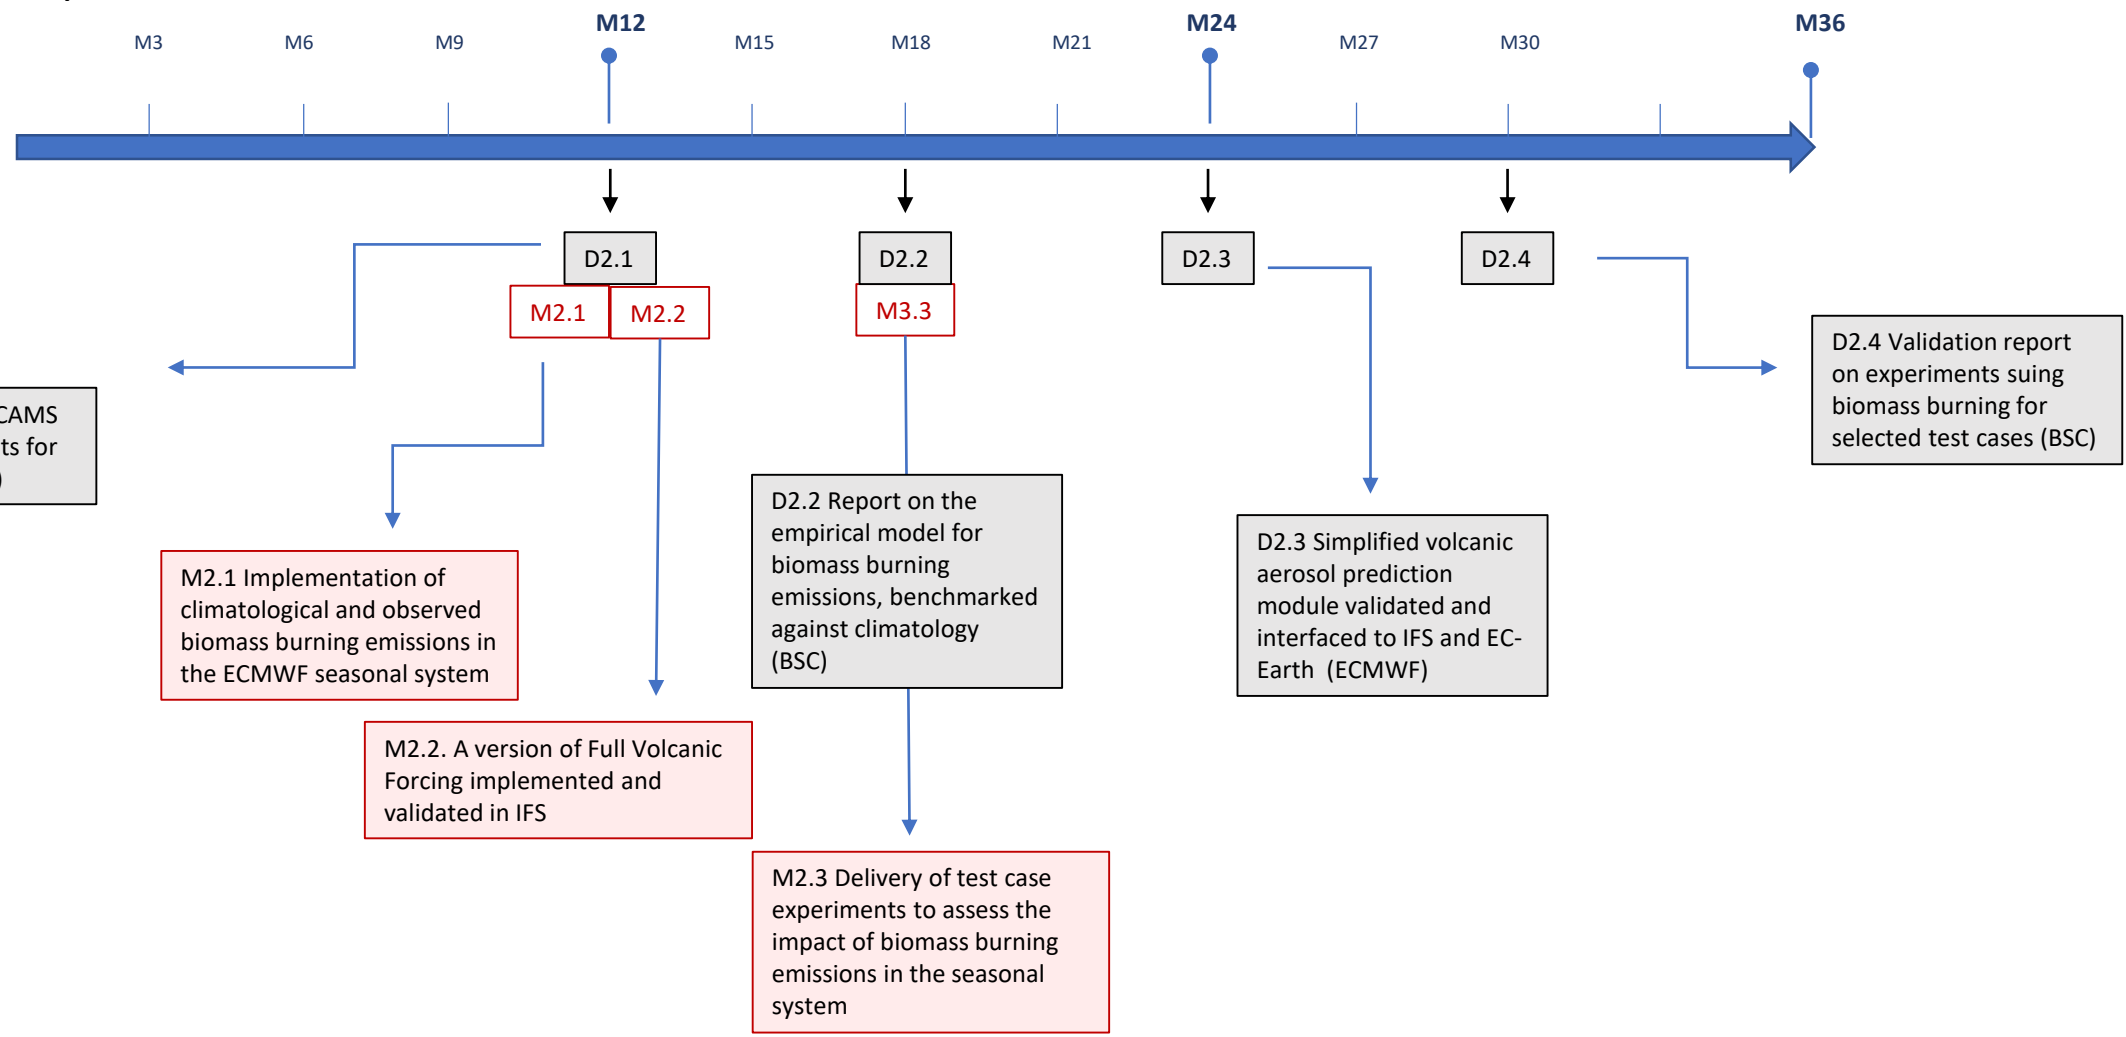 M12
M24
M36
M3
M6
M9
M15
M18
M21
M27
M30
D2.1
D2.2
D2.3
D2.4
M2.1
M2.2
M3.3
CAMS
ts for
)
D2.4 Validation report
on experiments suing
biomass burning for
selected test cases (BSC)
M2.1 Implementation of
climatological and observed
biomass burning emissions in
the ECMWF seasonal system
M2.2. A version of Full Volcanic
Forcing implemented and
validated in IFS
D2.2 Report on the
empirical model for
biomass burning
emissions, benchmarked
against climatology
(BSC)
D2.3 Simplified volcanic
aerosol prediction
module validated and
interfaced to IFS and EC-
Earth (ECMWF)
M2.3 Delivery of test case
experiments to assess the
impact of biomass burning
emissions in the seasonal
system